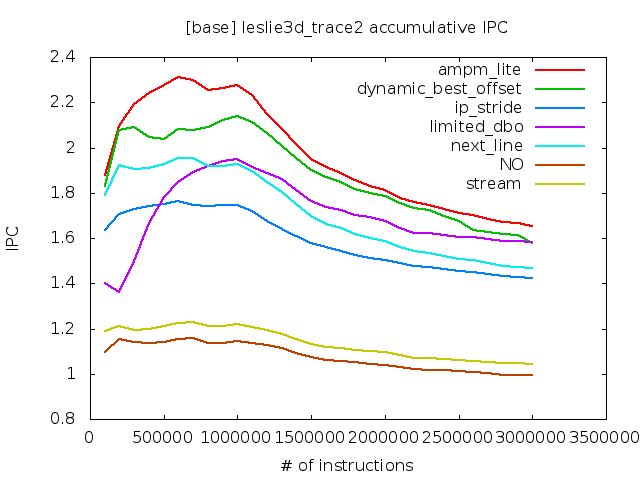 [base] leslie3d_trace2 accumulative IPC
2.4
2.2
2
1.8
1.6
1.4
1.2
1
0.8
IPC
ampm_lite
dynamic_best_offset
ip_stride
limited_dbo
next_line
NO
stream
0 500000 1000000 1500000 2000000 2500000 3000000 3500000
# of instructions